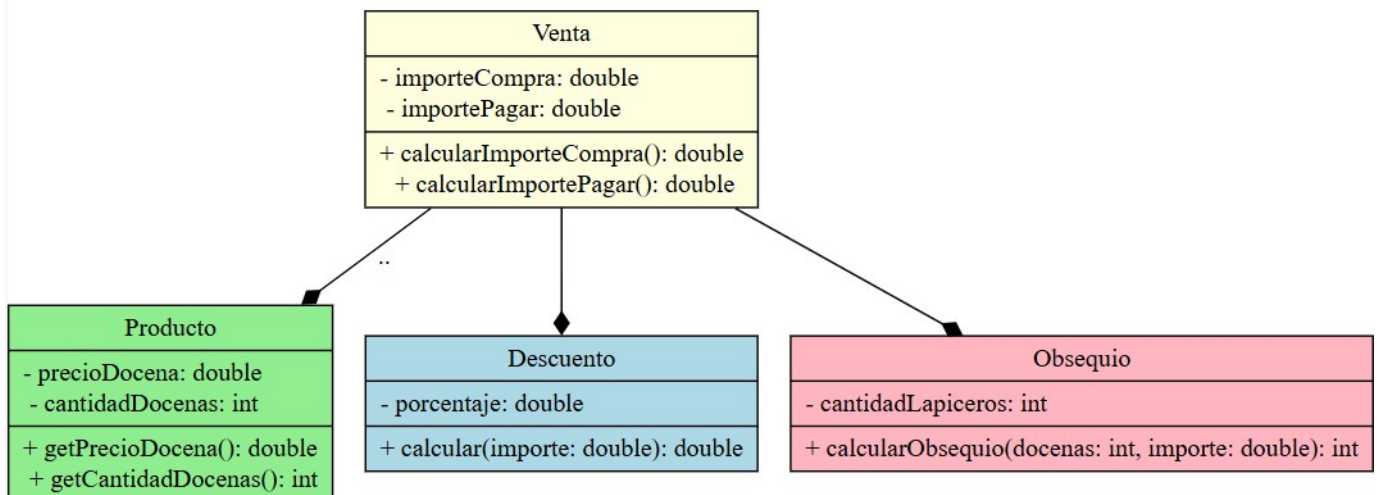 Venta
- importeCompra: double
- importePagar: double
+ calcularImporteCompra(): double
+ calcularImportePagar(): double
..
Producto
- precioDocena: double
- cantidadDocenas: int
+ getPrecioDocena(): double
+ getCantidadDocenas(): int
Descuento
- porcentaje: double
+ calcular(importe: double): double
Obsequio
- cantidadLapiceros: int
+ calcularObsequio(docenas: int, importe: double): int